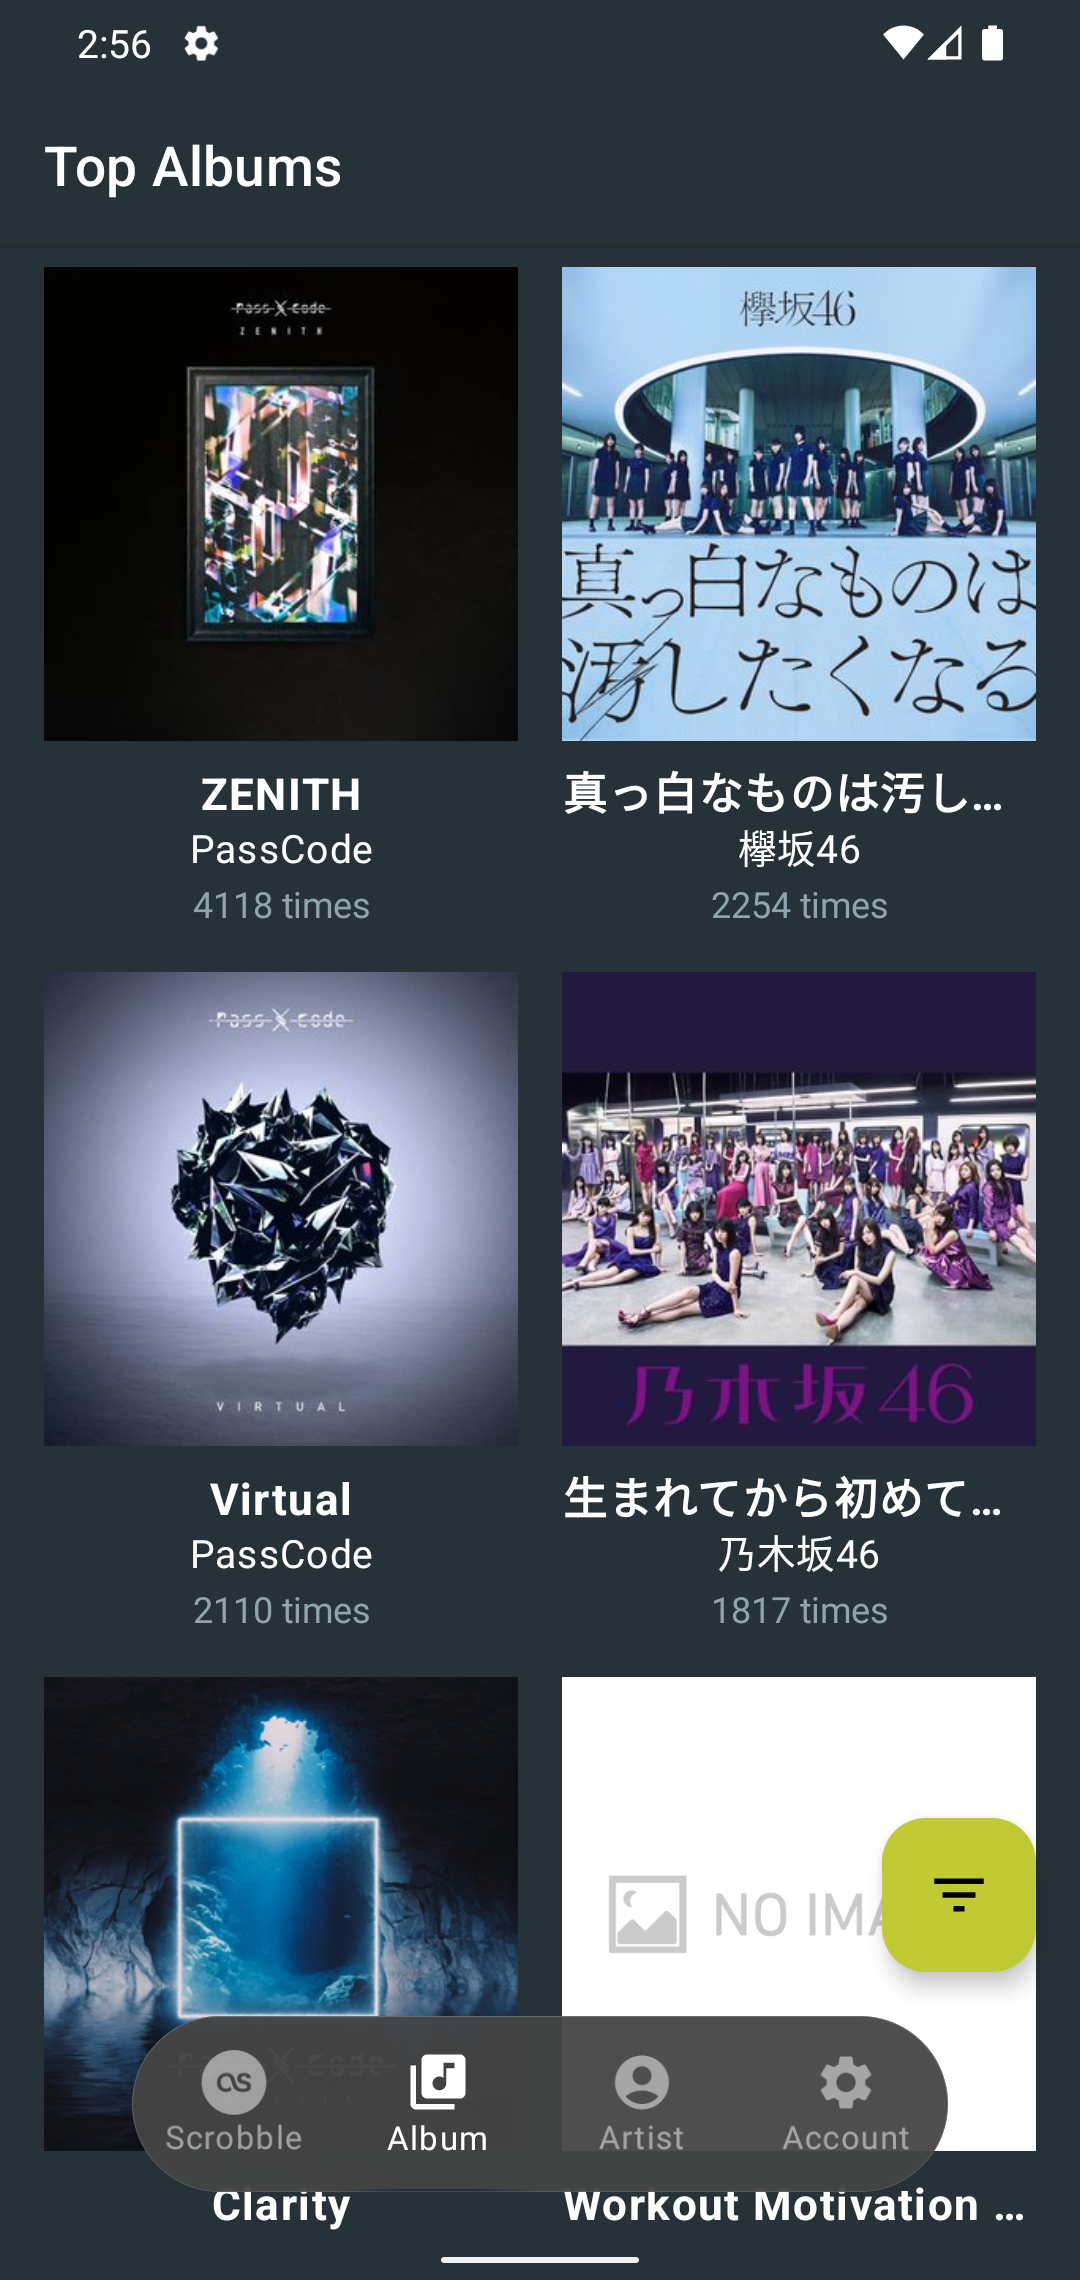 2:56
Top Albums
Pass Code
ZENITH
欅坂46
真っ白なものは
汚したくなる
ZENITH
PassCode
4118 times
真っ白なものは汚し…
欅坂46
2254 times
Pass Code
VIRTUAL
乃木坂46
Virtual
PassCode
2110 times
生まれてから初めて…
乃木坂46
1817 times
NO IMA
Scrobble
Album
Artist
Account
Clarity
Workout Motivation …